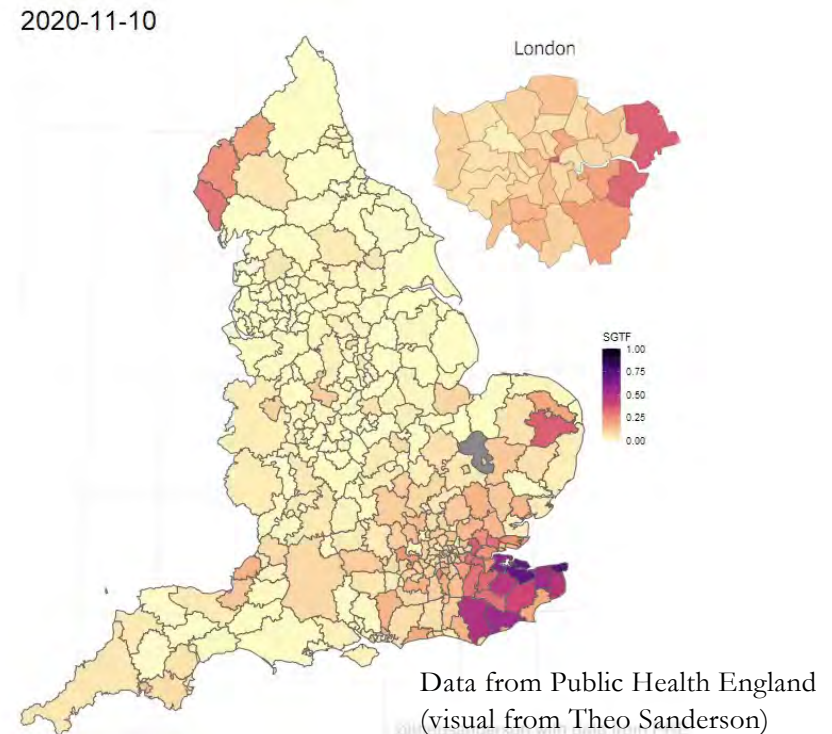 2020-11-10
London
SGTF
1.00
0.75
0.50
0.25
0.00
Data from Public Health England
(visual from Theo Sanderson)